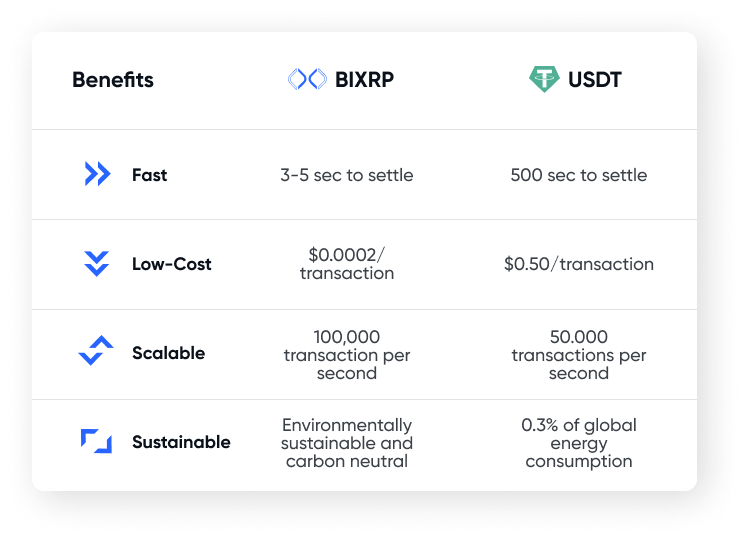 Benefits BIXRP USDT
Fast 3-5 sec to settle 500 sec to settle
Low-Cost $0.0002/
transaction $0.50/transaction
Scalable 100,000
transaction per
second 50.000
transactions per
second
Sustainable Environmentally
sustainable and
carbon neutral 0.3% of global
energy
consumption